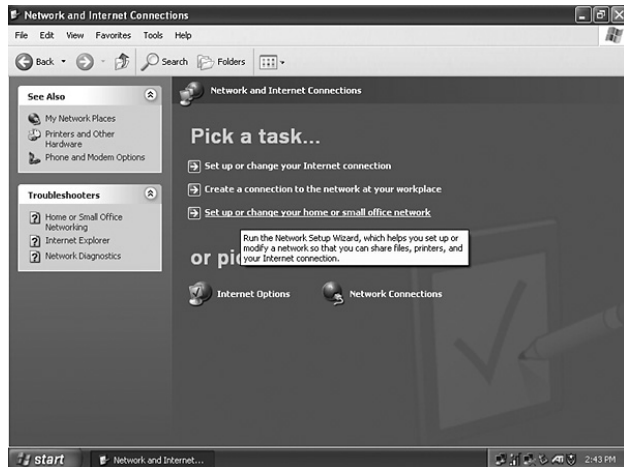 Network and Internet Connections
File Edit View Favorites Tools Help
Back Search Folders
See Also
My Network Places
Printers and Other
Hardware
Phone and Modem Options
Troubleshooters
Home or Small Office
Networking
Internet Explorer
Network Diagnostics
Network and Internet Connections
Pick a task...
Set up or change your Internet connection
Create a connection to the network at your workplace
Set up or change your home or small office network
Run the Network Setup Wizard, which helps you set up or
modify a network so that you can share files, printers, and
your Internet connection.
or pic
Internet Options Network Connections
start Network and Internet... ATI 2:43 PM